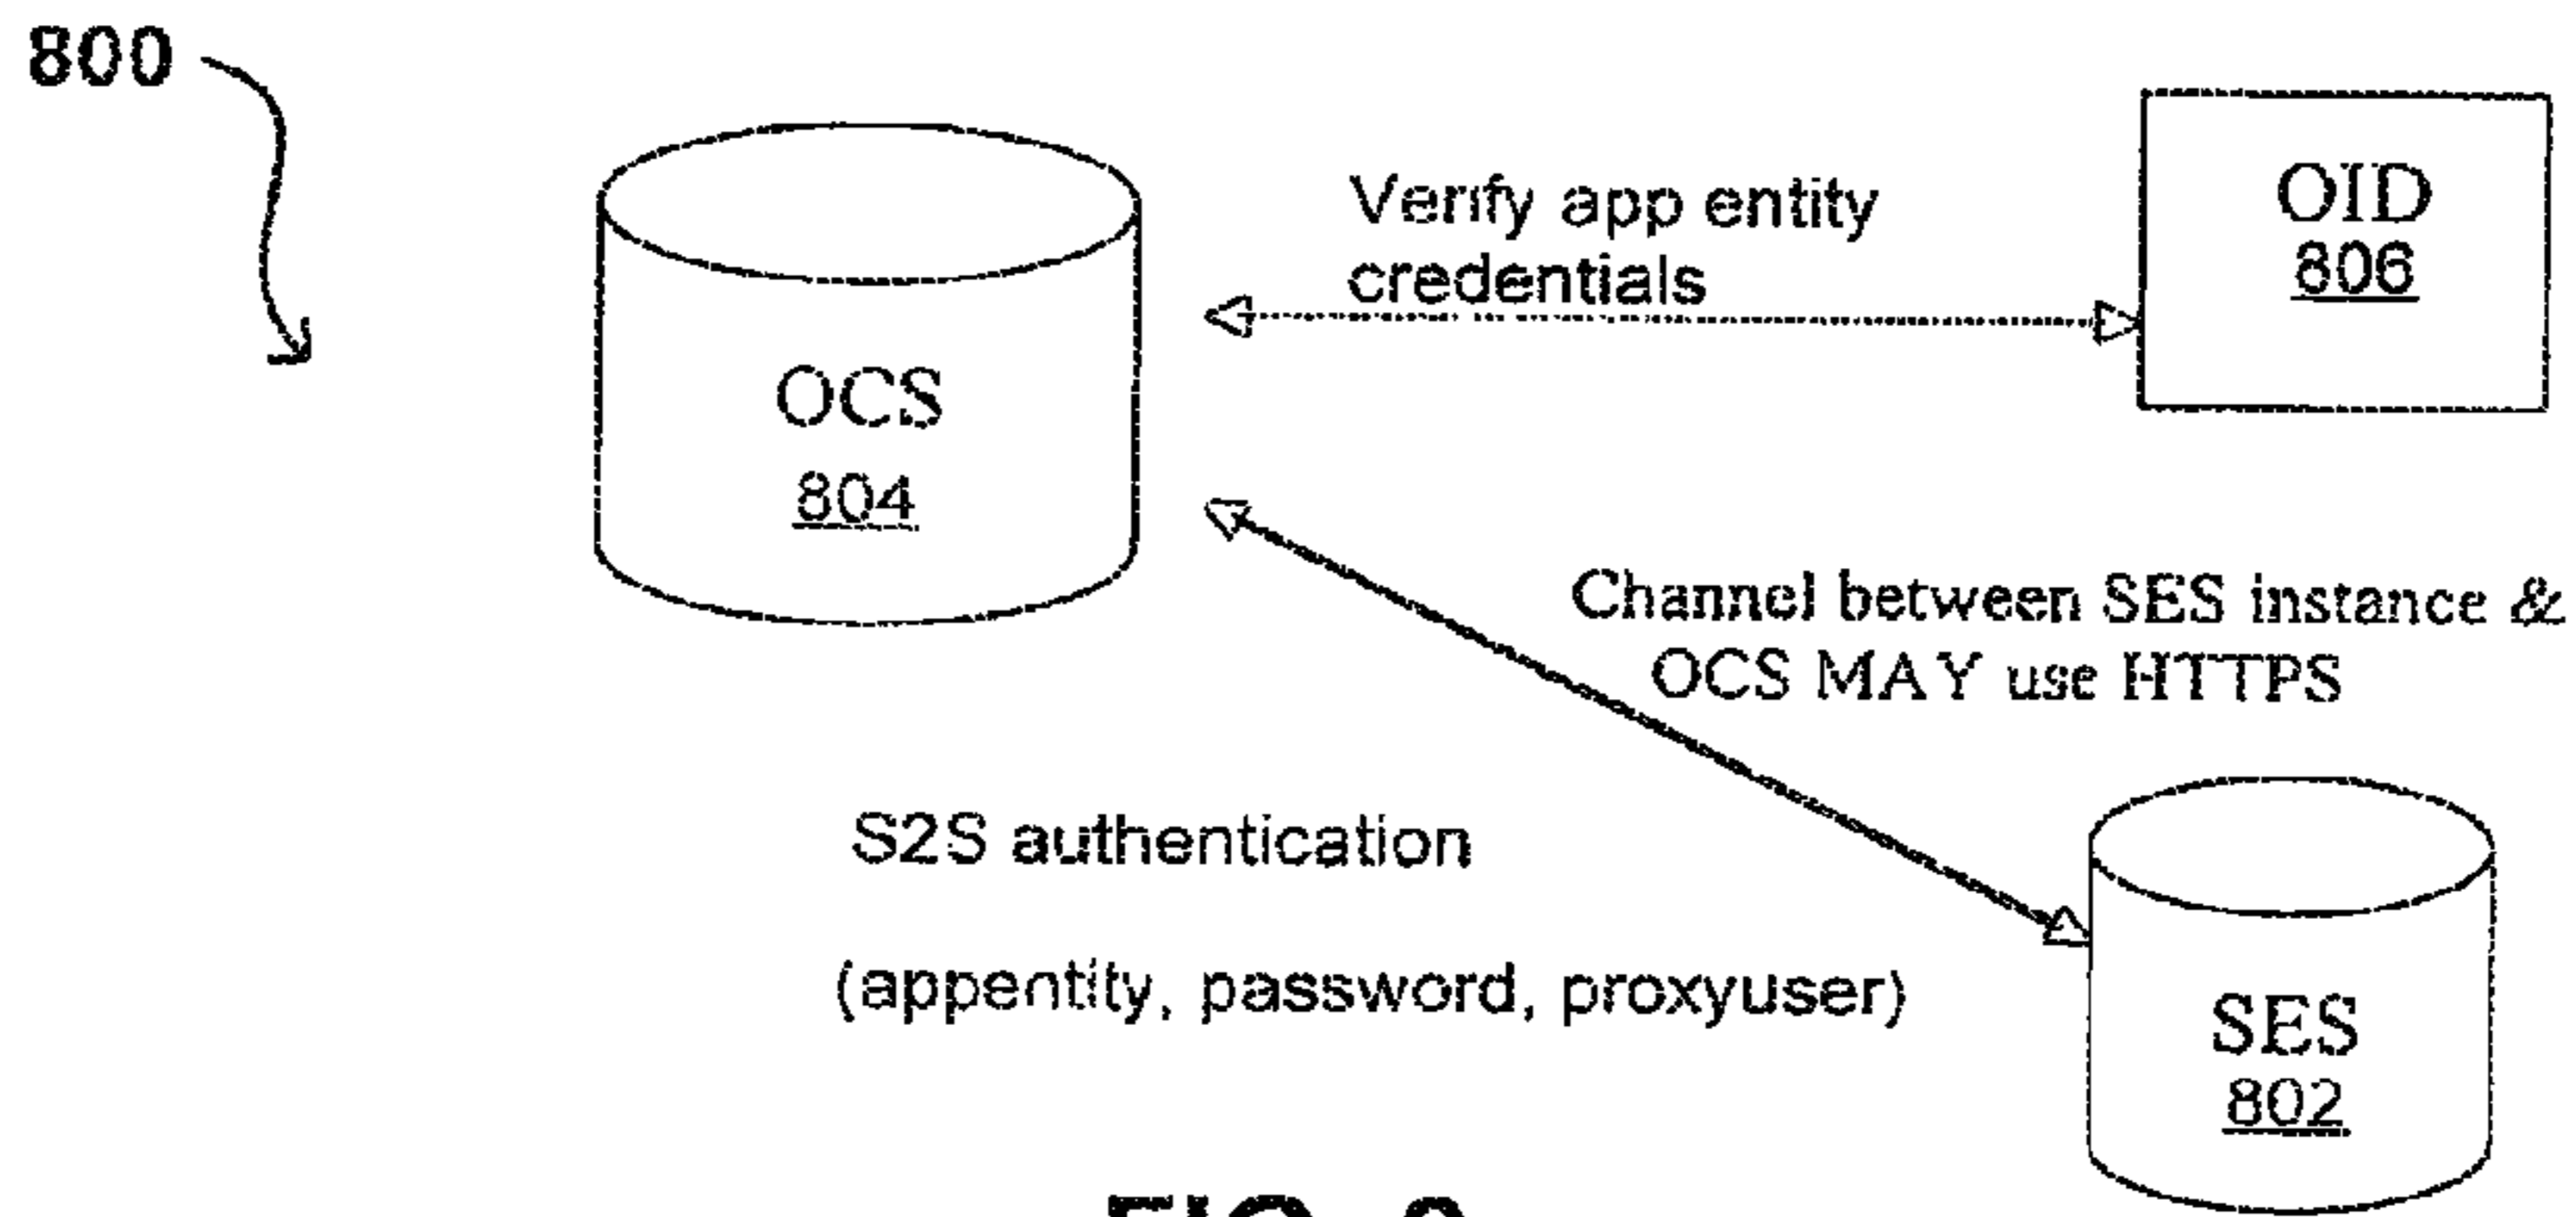 800
OID
806
Verify app entity
credentials
OCS
804
Channel between SES instance &
OCS MAY use HTTPS
S2S authentication
(appentity, password, proxyuser)
SES
802